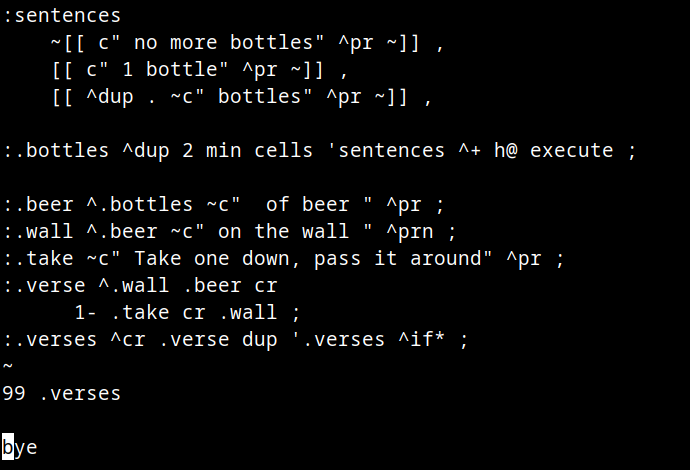 :sentences
    ~[[ c" no more bottles" ^pr ~]] ,
    [[ c" 1 bottle" ^pr ~]] ,
    [[ ^dup . ~c" bottles" ^pr ~]] ,

:.bottles ^dup 2 min cells 'sentences ^+ h@ execute ;

:.beer ^.bottles ~c"  of beer " ^pr ;
:.wall ^.beer ~c" on the wall " ^prn ;
:.take ~c" Take one down, pass it around" ^pr ;
:.verse ^.wall .beer cr
      1- .take cr .wall ;
:.verses ^cr .verse dup '.verses ^if* ;
~
99 .verses

bye